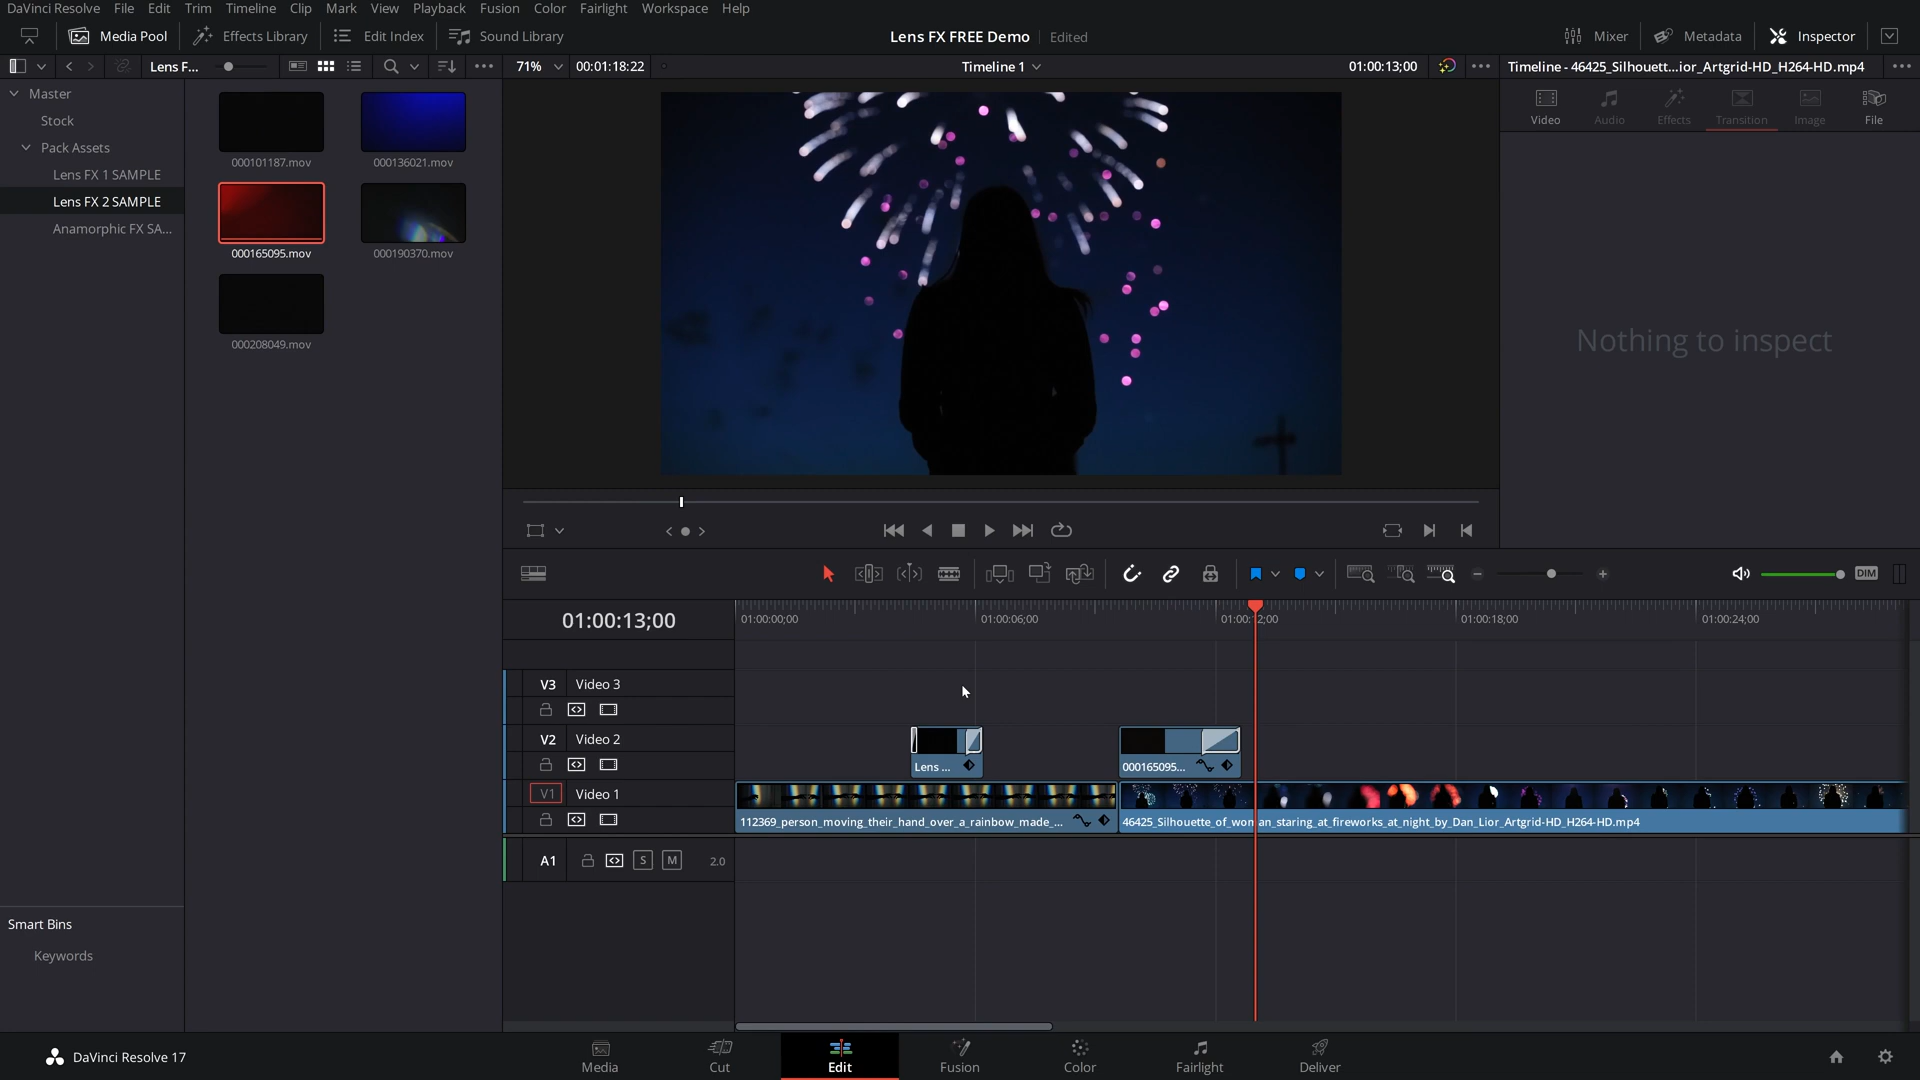 DaVinci Resolve File Edit Trim Timeline Clip Mark View Playback Fusion Color Fairlight Workspace Help
Media Pool Effects Library Edit Index Sound Library Lens FX FREE Demo Edited Mixer Metadata Inspector
Lens F... 71% 00:01:18:22 Timeline 1 01:00:13;00 Timeline - 46425_Silhouett...ior_Artgrid-HD_H264-HD.mp4
Video Audio Effects Transition Image File
Master
Stock
Pack Assets
Lens FX 1 SAMPLE
Lens FX 2 SAMPLE
Anamorphic FX SA...
000101187.mov 000136021.mov
000165095.mov 000190370.mov
000208049.mov
Nothing to inspect
DIM
01:00:13;00
01:00:00;00 01:00:06;00 01:00:12;00 01:00:18;00 01:00:24;00
V3 Video 3
V2 Video 2
Lens ... 000165095...
V1 Video 1
112369_person_moving_their_hand_over_a_rainbow_made_... 46425_Silhouette_of_woman_staring_at_fireworks_at_night_by_Dan_Lior_Artgrid-HD_H264-HD.mp4
A1 S M 2.0
Smart Bins
Keywords
DaVinci Resolve 17
Media Cut Edit Fusion Color Fairlight Deliver